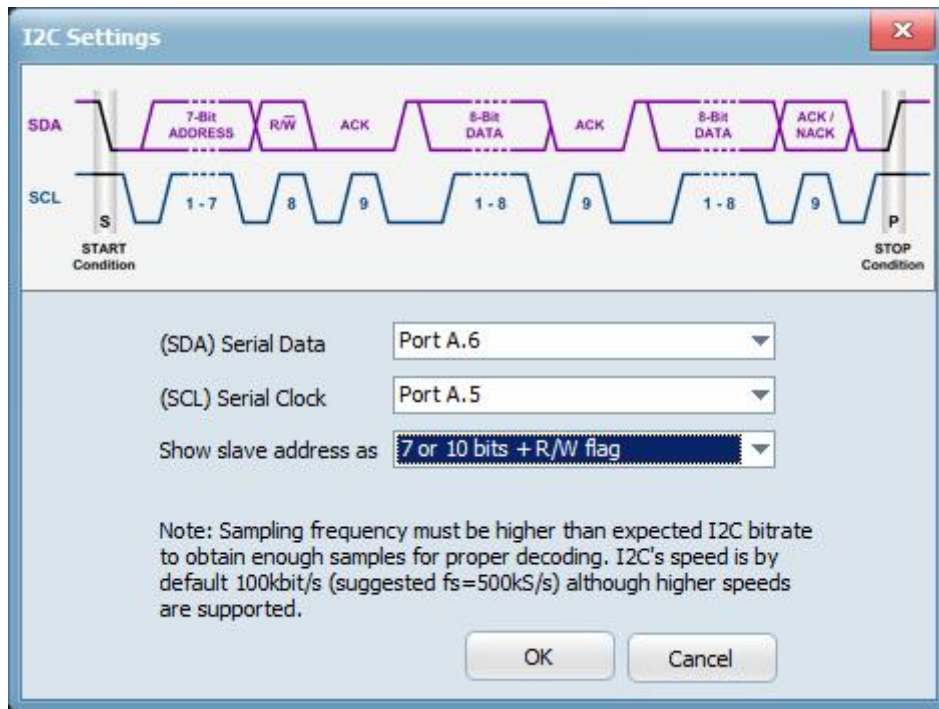 I2C Settings
SDA
7-Bit
ADDRESS
R/W
ACK
8-Bit
DATA
ACK
8-Bit
DATA
ACK /
NACK
SCL
1 - 7
8
9
1 - 8
9
1 - 8
9
S
P
START
Condition
STOP
Condition
(SDA) Serial Data
Port A.6
(SCL) Serial Clock
Port A.5
Show slave address as
7 or 10 bits + R/W flag
Note: Sampling frequency must be higher than expected I2C bitrate
to obtain enough samples for proper decoding. I2C's speed is by
default 100kbit/s (suggested fs=500kS/s) although higher speeds
are supported.
OK
Cancel